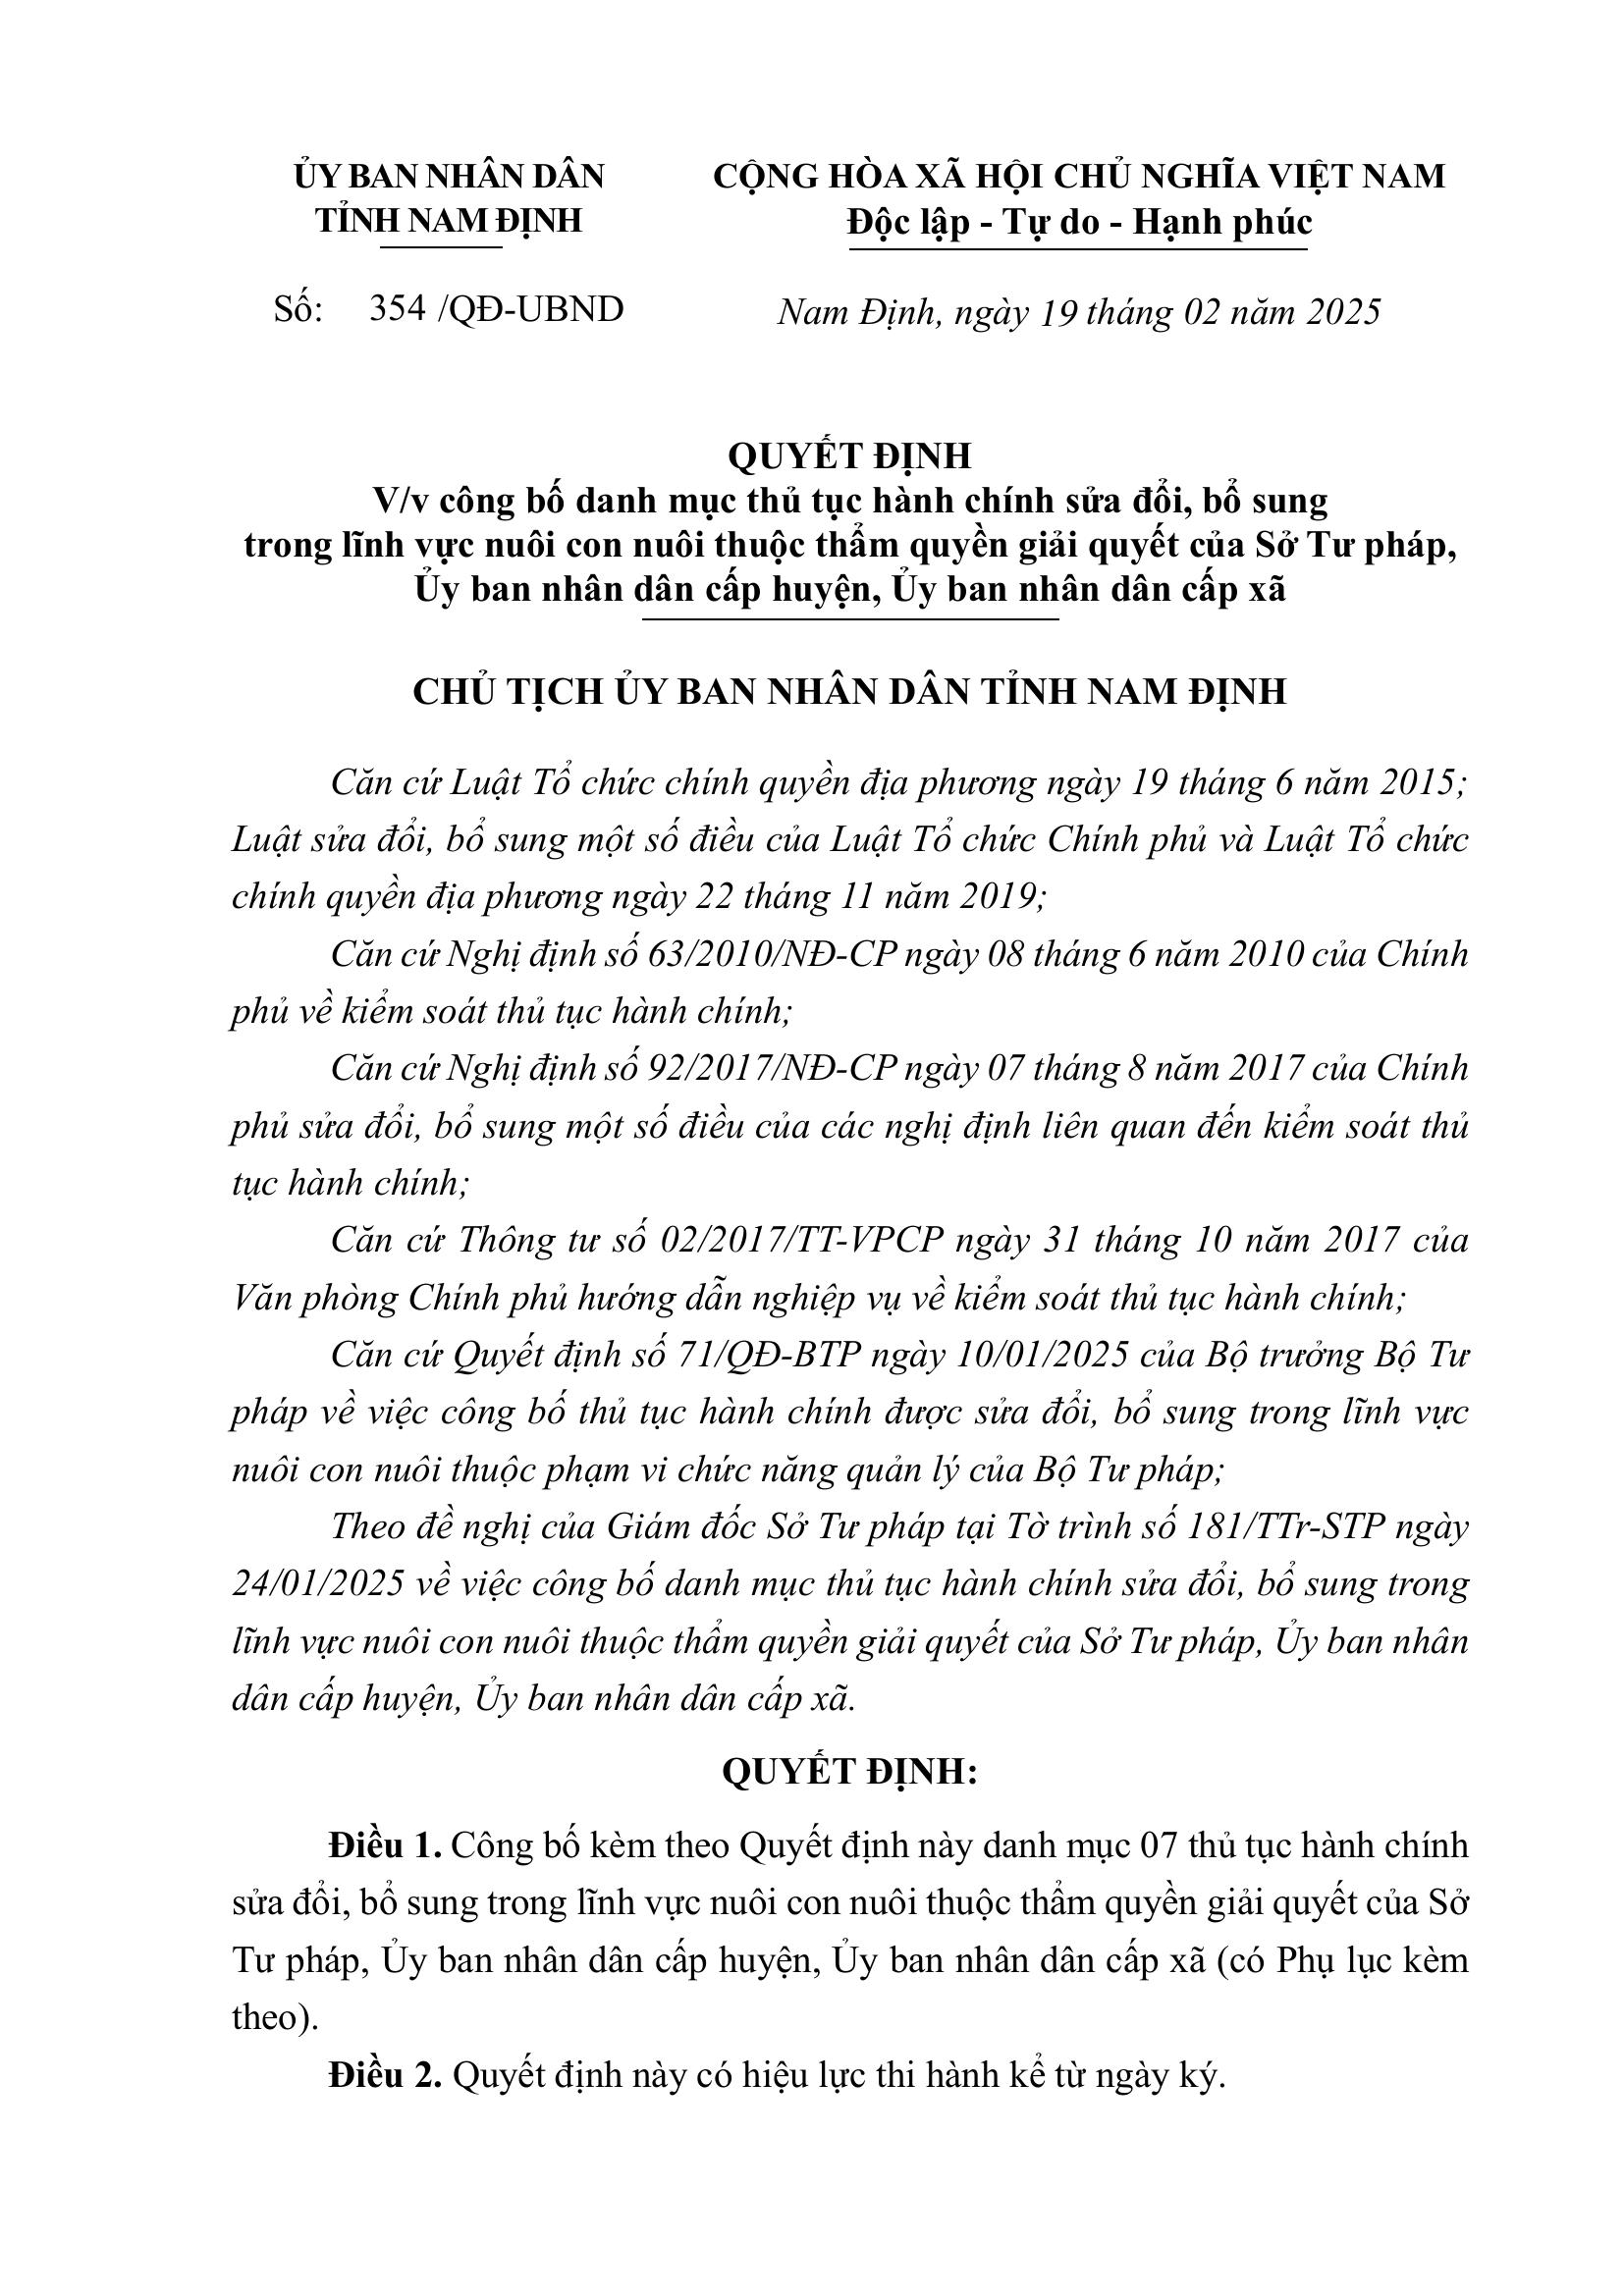 ỦY BAN NHÂN DÂN
TỈNH NAM ĐỊNH
Số: 354 /QĐ-UBND
CỘNG HÒA XÃ HỘI CHỦ NGHĨA VIỆT NAM
Độc lập - Tự do - Hạnh phúc
Nam Định, ngày 19 tháng 02 năm 2025
QUYẾT ĐỊNH
V/v công bố danh mục thủ tục hành chính sửa đổi, bổ sung
trong lĩnh vực nuôi con nuôi thuộc thẩm quyền giải quyết của Sở Tư pháp,
Ủy ban nhân dân cấp huyện, Ủy ban nhân dân cấp xã
CHỦ TỊCH ỦY BAN NHÂN DÂN TỈNH NAM ĐỊNH
Căn cứ Luật Tổ chức chính quyền địa phương ngày 19 tháng 6 năm 2015;
Luật sửa đổi, bổ sung một số điều của Luật Tổ chức Chính phủ và Luật Tổ chức
chính quyền địa phương ngày 22 tháng 11 năm 2019;
Căn cứ Nghị định số 63/2010/NĐ-CP ngày 08 tháng 6 năm 2010 của Chính
phủ về kiểm soát thủ tục hành chính;
Căn cứ Nghị định số 92/2017/NĐ-CP ngày 07 tháng 8 năm 2017 của Chính
phủ sửa đổi, bổ sung một số điều của các nghị định liên quan đến kiểm soát thủ
tục hành chính;
Căn cứ Thông tư số 02/2017/TT-VPCP ngày 31 tháng 10 năm 2017 của
Văn phòng Chính phủ hướng dẫn nghiệp vụ về kiểm soát thủ tục hành chính;
Căn cứ Quyết định số 71/QĐ-BTP ngày 10/01/2025 của Bộ trưởng Bộ Tư
pháp về việc công bố thủ tục hành chính được sửa đổi, bổ sung trong lĩnh vực
nuôi con nuôi thuộc phạm vi chức năng quản lý của Bộ Tư pháp;
Theo đề nghị của Giám đốc Sở Tư pháp tại Tờ trình số 181/TTr-STP ngày
24/01/2025 về việc công bố danh mục thủ tục hành chính sửa đổi, bổ sung trong
lĩnh vực nuôi con nuôi thuộc thẩm quyền giải quyết của Sở Tư pháp, Ủy ban nhân
dân cấp huyện, Ủy ban nhân dân cấp xã.
QUYẾT ĐỊNH:
Điều 1. Công bố kèm theo Quyết định này danh mục 07 thủ tục hành chính
sửa đổi, bổ sung trong lĩnh vực nuôi con nuôi thuộc thẩm quyền giải quyết của Sở
Tư pháp, Ủy ban nhân dân cấp huyện, Ủy ban nhân dân cấp xã (có Phụ lục kèm
theo).
Điều 2. Quyết định này có hiệu lực thi hành kể từ ngày ký.